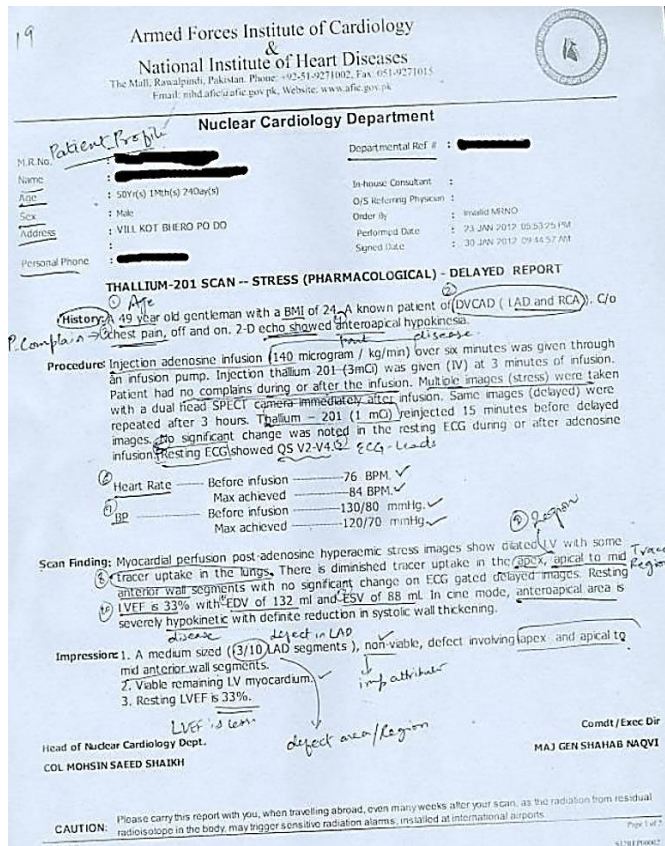 19
Armed Forces Institute of Cardiology
&
National Institute of Heart Diseases
The Mall, Rawalpindi, Pakistan. Phone: +92-51-9271002, Fax: 051-9271015
Email: nihd.afic@afic.gov.pk, Website: www.afic.gov.pk
Nuclear Cardiology Department
Patient Profile
M.R.No. :
Departmental Ref # :
Name :
Age : 50Yr(s) 1Mth(s) 24Day(s)
In-house Consultant :
Sex : Male
O/S Referring Physician :
Address : VILL KOT BHERO PO DO
Order By : Invalid MRNO
:
Performed Date : 23 JAN 2012 05:53:25 PM
Personal Phone :
Signed Date : 30 JAN 2012 09:44:57 AM
THALLIUM-201 SCAN -- STRESS (PHARMACOLOGICAL) - DELAYED REPORT
① Age ②
History: A 49 year old gentleman with a BMI of 24. A known patient of DVCAD ( LAD and RCA). C/o
P. Complain → chest pain, off and on. 2-D echo showed anteroapical hypokinesia.
disease
Procedure: Injection adenosine infusion (140 microgram / kg/min) over six minutes was given through
an infusion pump. Injection thallium 201 (3mCi) was given (IV) at 3 minutes of infusion.
Patient had no complains during or after the infusion. Multiple images (stress) were taken
with a dual head SPECT camera immediately after infusion. Same images (delayed) were
repeated after 3 hours. Thallium – 201 (1 mCi) reinjected 15 minutes before delayed
images. No significant change was noted in the resting ECG during or after adenosine
infusion. Resting ECG showed QS V2-V4. ECG-Leads
Heart Rate ------ Before infusion -----------76 BPM.
Max achieved -----------84 BPM.
BP ------ Before infusion -----------130/80 mmHg.
Max achieved -----------120/70 mmHg.
Region
Scan Finding: Myocardial perfusion post-adenosine hyperaemic stress images show dilated LV with some
⑧ tracer uptake in the lungs. There is diminished tracer uptake in the apex, apical to mid Tracer
anterior wall segments with no significant change on ECG gated delayed images. Resting Region
⑩ LVEF is 33% with EDV of 132 ml and ESV of 88 ml. In cine mode, anteroapical area is
severely hypokinetic with definite reduction in systolic wall thickening.
disease defect in LAD
Impression: 1. A medium sized (3/10 LAD segments), non-viable, defect involving apex and apical to
mid anterior wall segments.
2. Viable remaining LV myocardium.
imp attribute
3. Resting LVEF is 33%.
LVEF is less
defect area/Region
Head of Nuclear Cardiology Dept.
Comdt/Exec Dir
COL MOHSIN SAEED SHAIKH
MAJ GEN SHAHAB NAQVI
CAUTION: Please carry this report with you, when travelling abroad, even many weeks after your scan, as the radiation from residual
radioisotope in the body, may trigger sensitive radiation alarms, installed at international airports.
Page 1 of 2